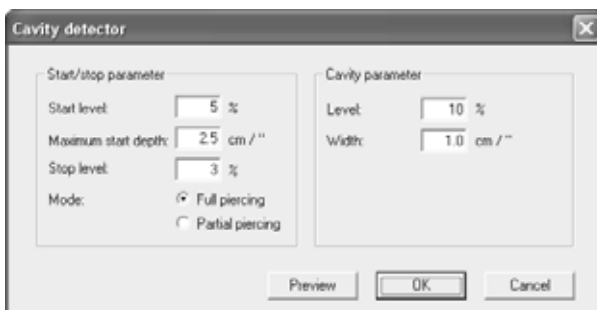 Cavity detector
Start/stop parameter
Start level: 5 %
Maximum start depth: 2.5 cm / "
Stop level: 3 %
Mode: Full piercing
Partial piercing
Cavity parameter
Level: 10 %
Width: 1.0 cm / "
Preview OK Cancel